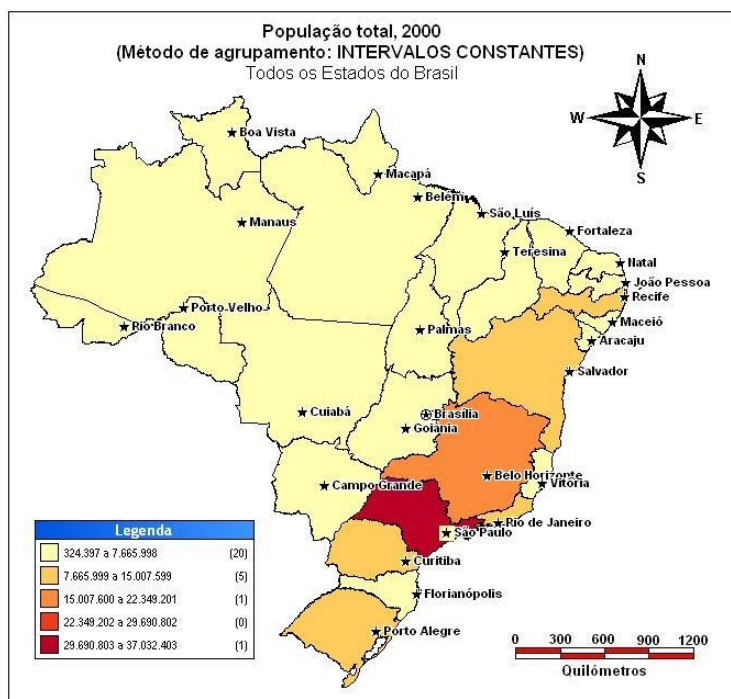 População total, 2000
(Método de agrupamento: INTERVALOS CONSTANTES)
Todos os Estados do Brasil
N
W
E
S
Boa Vista
Macapá
Belém
São Luís
Manaus
Fortaleza
Teresina
Natal
João Pessoa
Recife
Porto Velho
Rio Branco
Palmas
Maceió
Aracaju
Salvador
Cuiabá
Brasília
Goiânia
Belo Horizonte
Campo Grande
Vitória
Rio de Janeiro
São Paulo
Curitiba
Florianópolis
Porto Alegre
Legenda
324.397 a 7.665.998 (20)
7.665.999 a 15.007.599 (5)
15.007.600 a 22.349.201 (1)
22.349.202 a 29.690.802 (0)
29.690.803 a 37.032.403 (1)
0 300 600 900 1200
Quilómetros